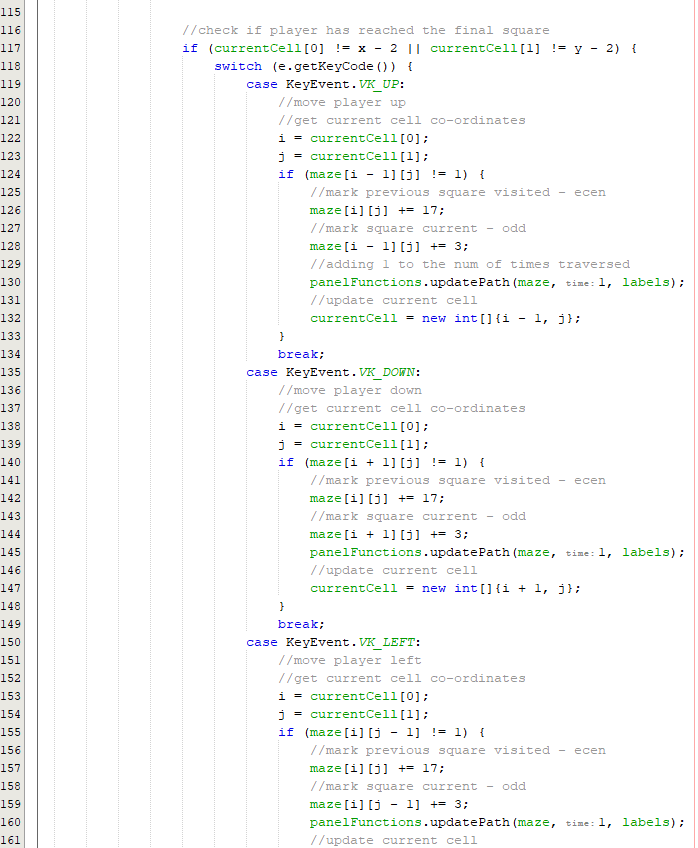 115
116 //check if player has reached the final square
117 if (currentCell[0] != x - 2 || currentCell[1] != y - 2) {
118 switch (e.getKeyCode()) {
119 case KeyEvent.VK_UP:
120 //move player up
121 //get current cell co-ordinates
122 i = currentCell[0];
123 j = currentCell[1];
124 if (maze[i - 1][j] != 1) {
125 //mark previous square visited - ecen
126 maze[i][j] += 17;
127 //mark square current - odd
128 maze[i - 1][j] += 3;
129 //adding 1 to the num of times traversed
130 panelFunctions.updatePath(maze, time: 1, labels);
131 //update current cell
132 currentCell = new int[]{i - 1, j};
133 }
134 break;
135 case KeyEvent.VK_DOWN:
136 //move player down
137 //get current cell co-ordinates
138 i = currentCell[0];
139 j = currentCell[1];
140 if (maze[i + 1][j] != 1) {
141 //mark previous square visited - ecen
142 maze[i][j] += 17;
143 //mark square current - odd
144 maze[i + 1][j] += 3;
145 panelFunctions.updatePath(maze, time: 1, labels);
146 //update current cell
147 currentCell = new int[]{i + 1, j};
148 }
149 break;
150 case KeyEvent.VK_LEFT:
151 //move player left
152 //get current cell co-ordinates
153 i = currentCell[0];
154 j = currentCell[1];
155 if (maze[i][j - 1] != 1) {
156 //mark previous square visited - ecen
157 maze[i][j] += 17;
158 //mark square current - odd
159 maze[i][j - 1] += 3;
160 panelFunctions.updatePath(maze, time: 1, labels);
161 //update current cell